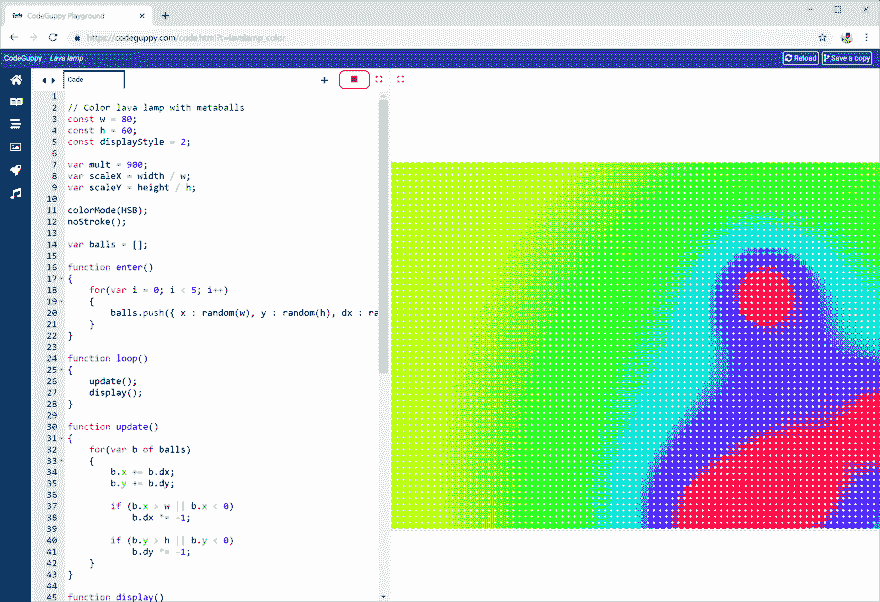 CodeGuppy Playground
https://codeguppy.com/code.html?t=lavalamp_color
CodeGuppy Lava lamp
Reload
Save a copy
Code
1
2 // Color lava lamp with metaballs
3 const w = 80;
4 const h = 60;
5 const displayStyle = 2;
6
7 var mult = 900;
8 var scaleX = width / w;
9 var scaleY = height / h;
10
11 colorMode(HSB);
12 noStroke();
13
14 var balls = [];
15
16 function enter()
17 {
18 for(var i = 0; i < 5; i++)
19 {
20 balls.push({ x : random(w), y : random(h), dx : ra
21 }
22 }
23
24 function loop()
25 {
26 update();
27 display();
28 }
29
30 function update()
31 {
32 for(var b of balls)
33 {
34 b.x += b.dx;
35 b.y += b.dy;
36
37 if (b.x > w || b.x < 0)
38 b.dx *= -1;
39
40 if (b.y > h || b.y < 0)
41 b.dy *= -1;
42 }
43 }
44
45 function display()